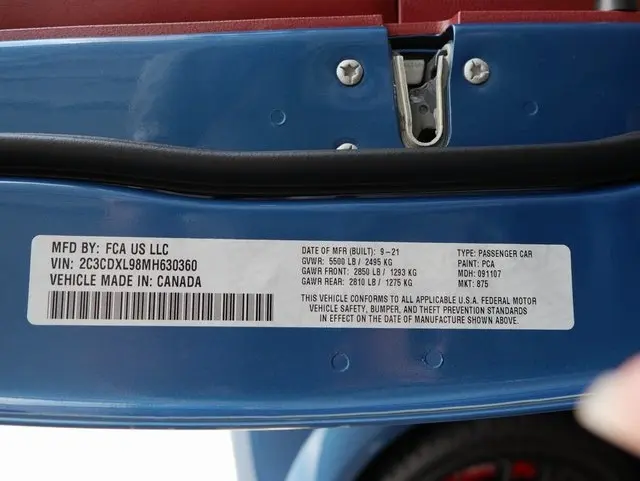 MFD BY: FCA US LLC
VIN: 2C3CDXL98MH630360
VEHICLE MADE IN: CANADA
DATE OF MFR (BUILT): 9-21
GVWR: 5500 LB / 2495 KG
GAWR FRONT: 2850 LB / 1293 KG
GAWR REAR: 2810 LB / 1275 KG
TYPE: PASSENGER CAR
PAINT: PCA
MDH: 091107
MKT: 875
THIS VEHICLE CONFORMS TO ALL APPLICABLE U.S.A. FEDERAL MOTOR
VEHICLE SAFETY, BUMPER, AND THEFT PREVENTION STANDARDS
IN EFFECT ON THE DATE OF MANUFACTURE SHOWN ABOVE.